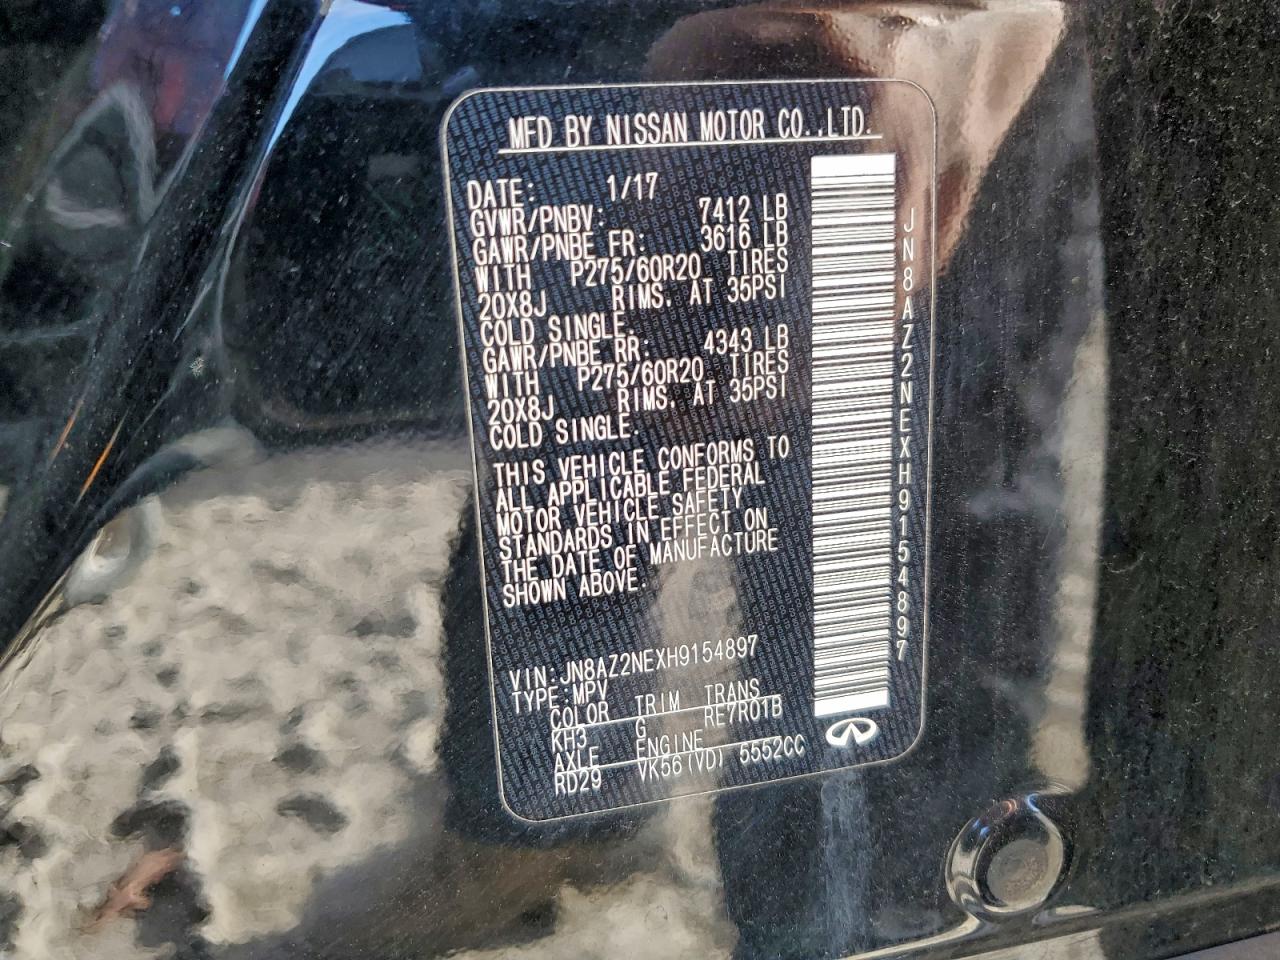 MFD BY NISSAN MOTOR CO.,LTD.
DATE: 1/17
GVWR/PNBV: 7412 LB
GAWR/PNBE FR: 3616 LB
WITH P275/60R20 TIRES
20X8J RIMS. AT 35PSI
COLD SINGLE.
GAWR/PNBE RR: 4343 LB
WITH P275/60R20 TIRES
20X8J RIMS. AT 35PSI
COLD SINGLE.
THIS VEHICLE CONFORMS TO
ALL APPLICABLE FEDERAL
MOTOR VEHICLE SAFETY
STANDARDS IN EFFECT ON
THE DATE OF MANUFACTURE
SHOWN ABOVE.
VIN:JN8AZ2NEXH9154897
TYPE:MPV
COLOR TRIM TRANS
KH3 G RE7R01B
AXLE ENGINE
RD29 VK56(VD) 5552CC
JN8AZ2NEXH9154897